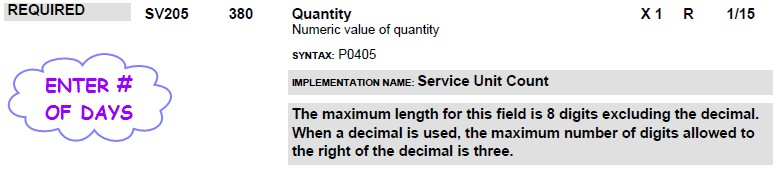 REQUIRED SV205 380 Quantity X 1 R 1/15
Numeric value of quantity
SYNTAX: P0405
ENTER #
OF DAYS
IMPLEMENTATION NAME: Service Unit Count
The maximum length for this field is 8 digits excluding the decimal.
When a decimal is used, the maximum number of digits allowed to
the right of the decimal is three.